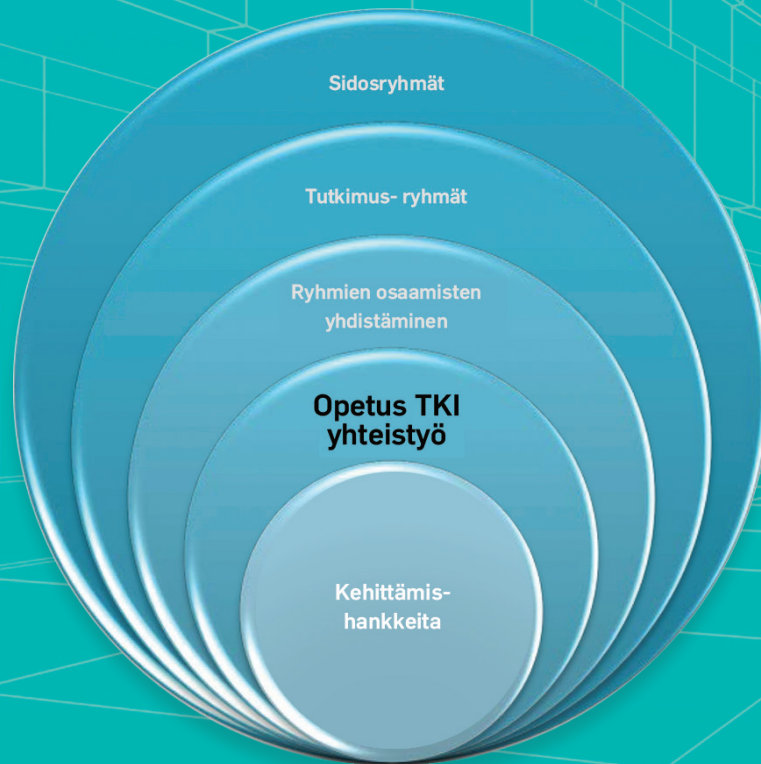 Sidosryhmät
Tutkimus- ryhmät
Ryhmien osaamisten
yhdistäminen
Opetus TKI
yhteistyö
Kehittämis-
hankkeita